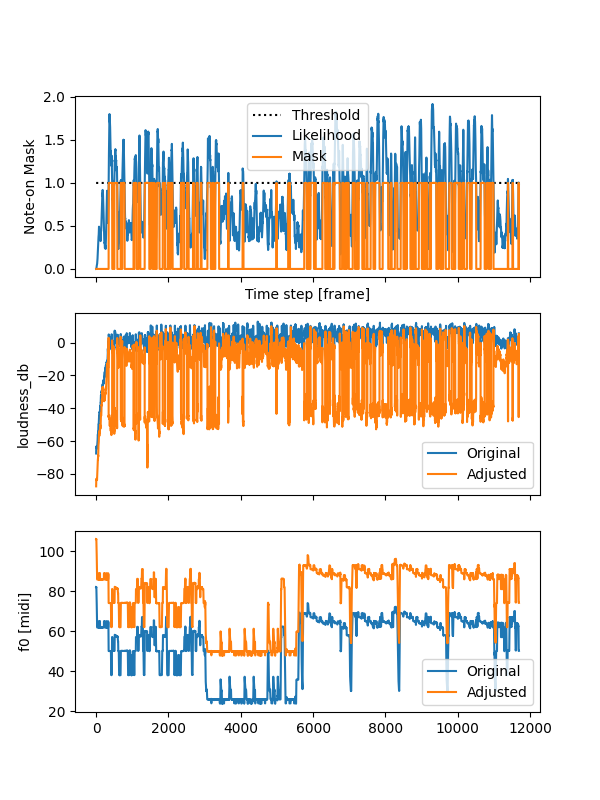 2.0
1.5
1.0
0.5
0.0
Note-on Mask
Threshold
Likelihood
Mask
Time step [frame]
0
−20
−40
−60
−80
loudness_db
Original
Adjusted
100
80
60
40
20
f0 [midi]
Original
Adjusted
0 2000 4000 6000 8000 10000 12000